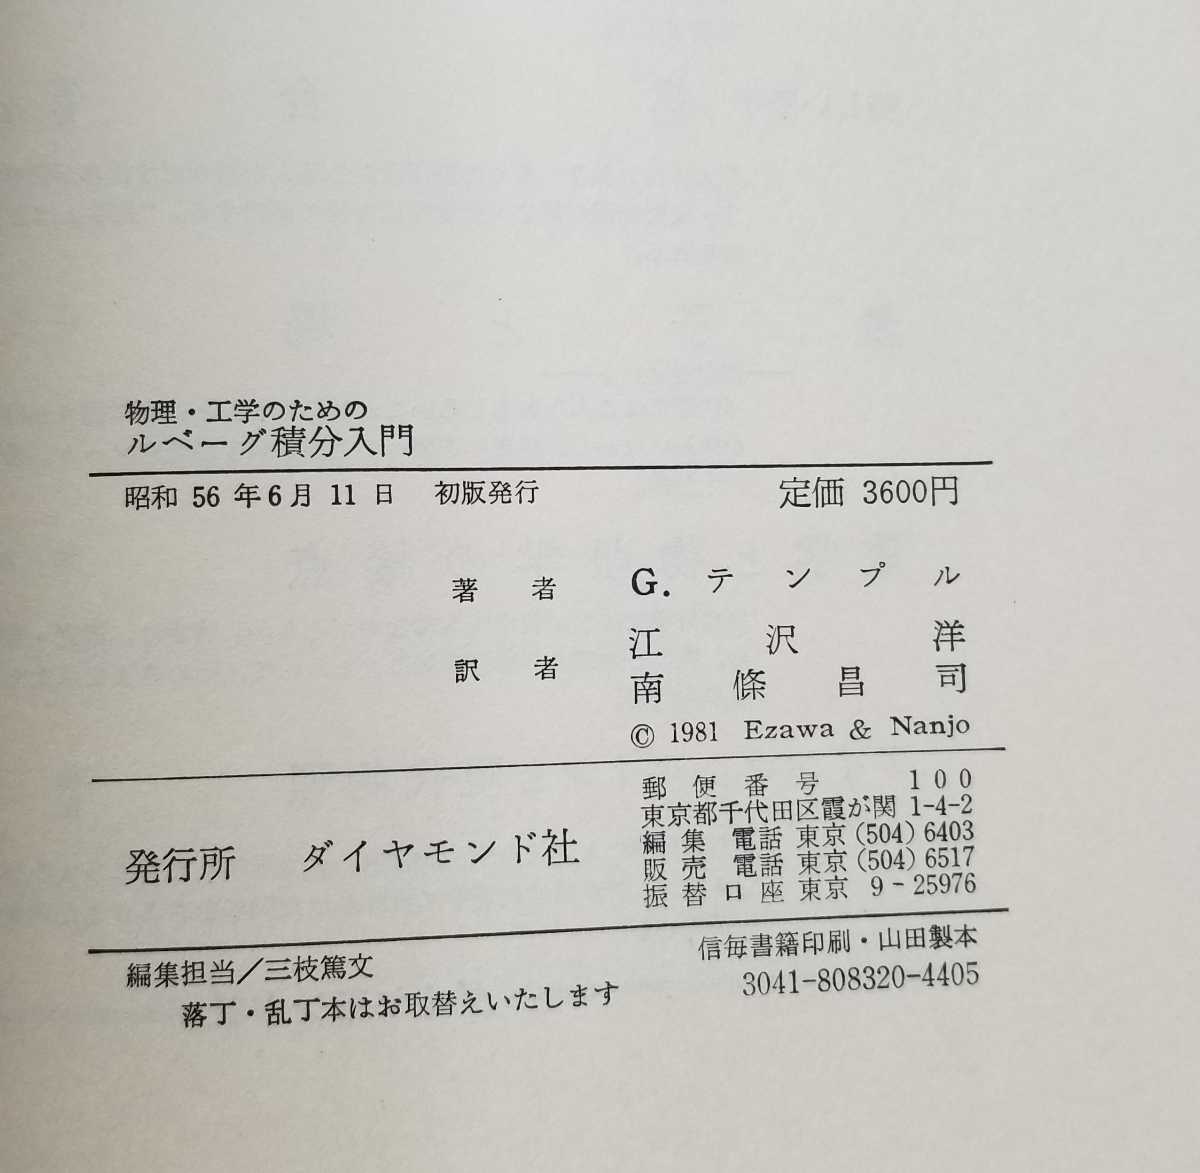 物理・工学のための
ルベーグ積分入門
昭和 56 年 6 月 11 日 初版発行 定価 3600円
著者 G. テンプル
訳者 江沢洋
南條昌司
© 1981 Ezawa & Nanjo
発行所 ダイヤモンド社
郵便番号 100
東京都千代田区霞が関 1-4-2
編集 電話 東京 (504) 6403
販売 電話 東京 (504) 6517
振替口座 東京 9-25976
編集担当/三枝篤文
落丁・乱丁本はお取替えいたします
信毎書籍印刷・山田製本
3041-808320-4405